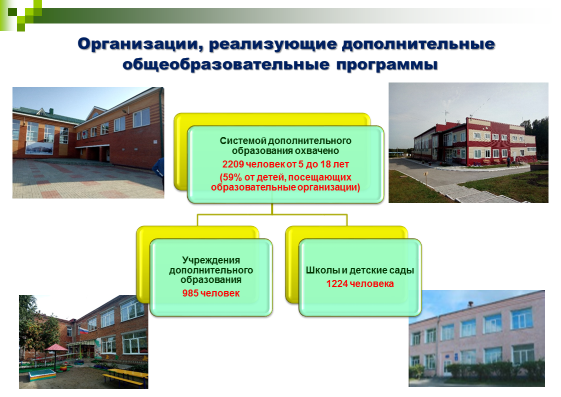 Организации, реализующие дополнительные
общеобразовательные программы
Системой дополнительного
образования охвачено
2209 человек от 5 до 18 лет
(59% от детей, посещающих
образовательные организации)
Учреждения
дополнительного
образования
985 человек
Школы и детские сады
1224 человека